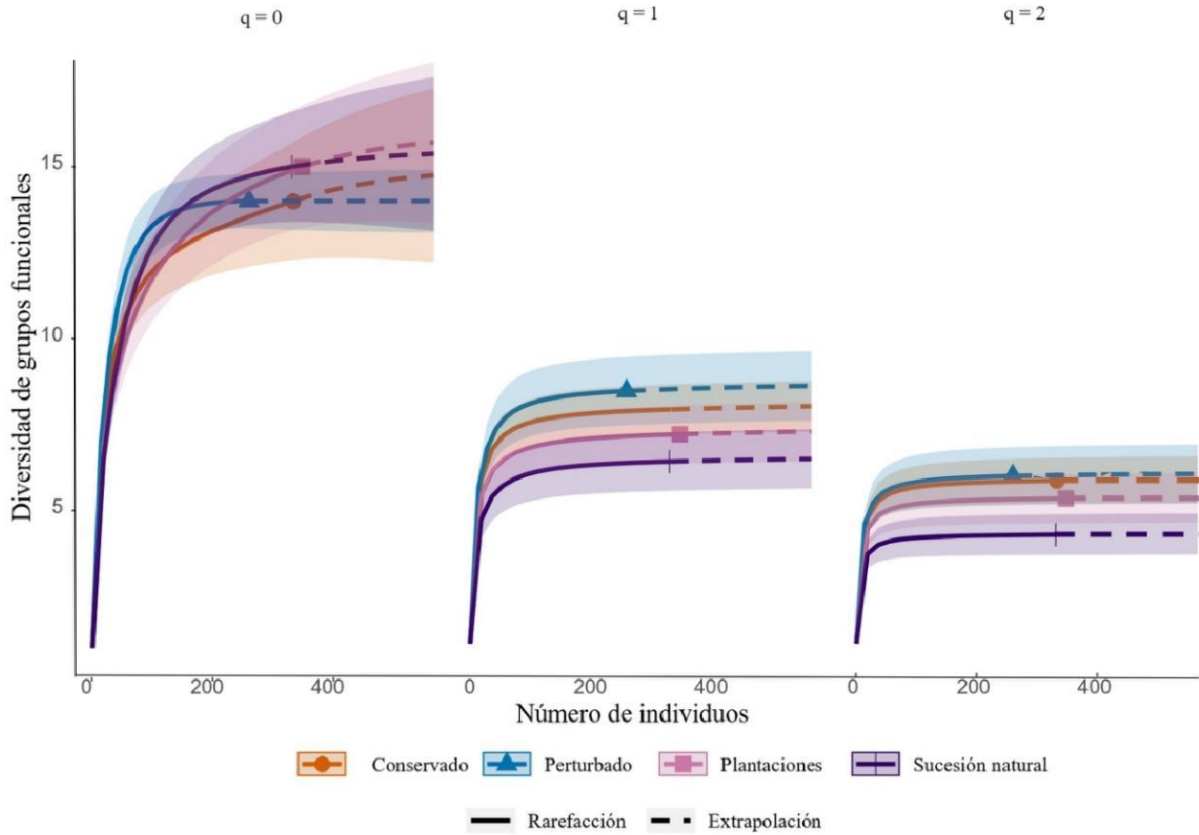 q = 0 q = 1 q = 2
Diversidad de grupos funcionales
15
10
5
0 200 400 0 200 400 0 200 400
Número de individuos
Conservado Perturbado Plantaciones Sucesión natural
Rarefacción Extrapolación